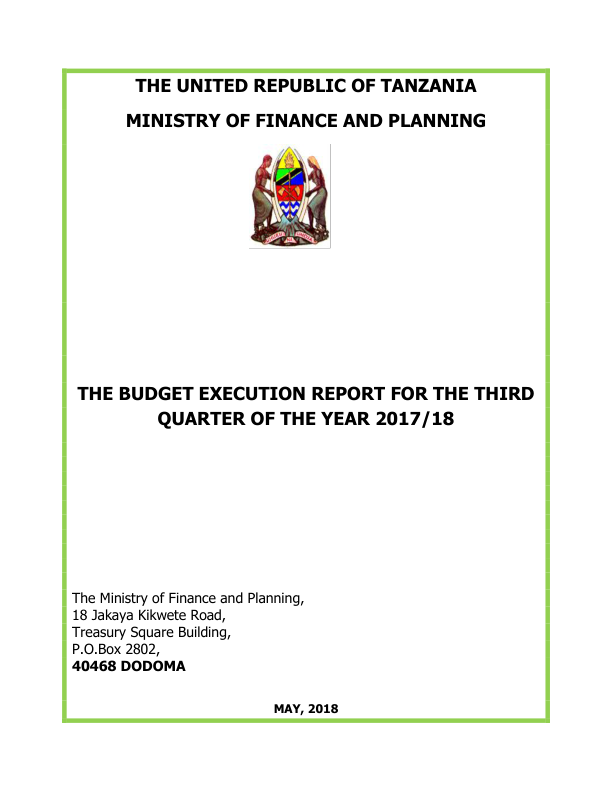 THE UNITED REPUBLIC OF TANZANIA
MINISTRY OF FINANCE AND PLANNING
THE BUDGET EXECUTION REPORT FOR THE THIRD
QUARTER OF THE YEAR 2017/18
The Ministry of Finance and Planning,
18 Jakaya Kikwete Road,
Treasury Square Building,
P.O.Box 2802,
40468 DODOMA
MAY, 2018